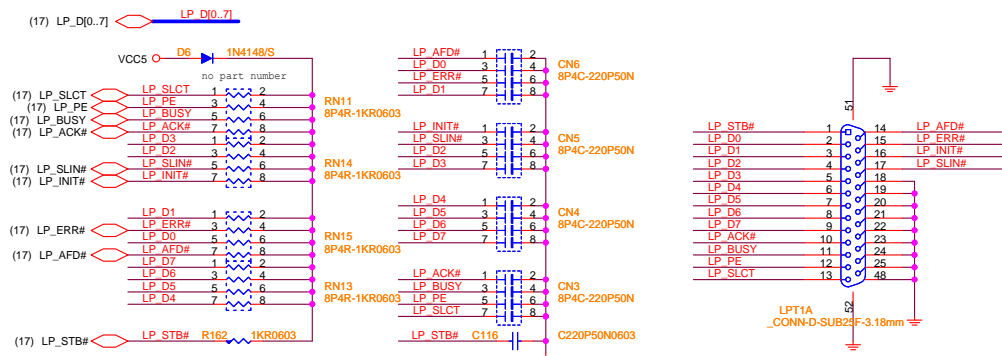 (17) LP_D[0..7] LP_D[0..7]
VCC5 D6 1N4148/S
no part number
(17) LP_SLCT LP_SLCT 1 2
(17) LP_PE LP_PE 3 4
(17) LP_BUSY LP_BUSY 5 6
(17) LP_ACK# LP_ACK# 7 8
RN11
8P4R-1KR0603
LP_D3 1 2
LP_D2 3 4
(17) LP_SLIN# LP_SLIN# 5 6
(17) LP_INIT# LP_INIT# 7 8
RN14
8P4R-1KR0603
LP_D1 1 2
(17) LP_ERR# LP_ERR# 3 4
LP_D0 5 6
(17) LP_AFD# LP_AFD# 7 8
RN15
8P4R-1KR0603
LP_D7 1 2
LP_D6 3 4
LP_D5 5 6
LP_D4 7 8
RN13
8P4R-1KR0603
(17) LP_STB# LP_STB# R162 1KR0603
LP_AFD# 1 2
LP_D0 3 4
LP_ERR# 5 6
LP_D1 7 8
CN6
8P4C-220P50N
LP_INIT# 1 2
LP_SLIN# 3 4
LP_D2 5 6
LP_D3 7 8
CN5
8P4C-220P50N
LP_D4 1 2
LP_D5 3 4
LP_D6 5 6
LP_D7 7 8
CN4
8P4C-220P50N
LP_ACK# 1 2
LP_BUSY 3 4
LP_PE 5 6
LP_SLCT 7 8
CN3
8P4C-220P50N
LP_STB# C116 C220P50N0603
51
LP_STB# 1 14 LP_AFD#
LP_D0 2 15 LP_ERR#
LP_D1 3 16 LP_INIT#
LP_D2 4 17 LP_SLIN#
LP_D3 5 18
LP_D4 6 19
LP_D5 7 20
LP_D6 8 21
LP_D7 9 22
LP_ACK# 10 23
LP_BUSY 11 24
LP_PE 12 25
LP_SLCT 13 48
52
LPT1A
_CONN-D-SUB25F-3.18mm